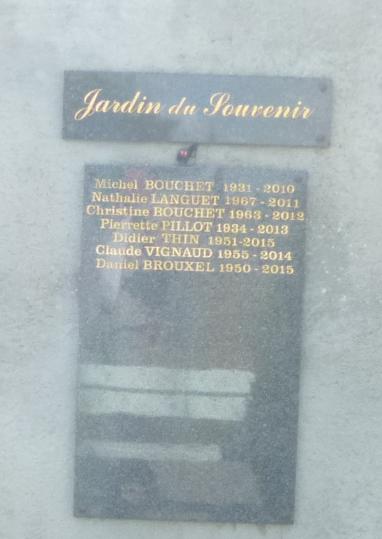 Jardin du Souvenir
Michel BOUCHET 1931 - 2010
Nathalie LANGUET 1967 - 2011
Christine BOUCHET 1963 - 2012
Pierrette PILLOT 1934 - 2013
Didier THIN 1951-2015
Claude VIGNAUD 1955 - 2014
Daniel BROUXEL 1950 - 2015